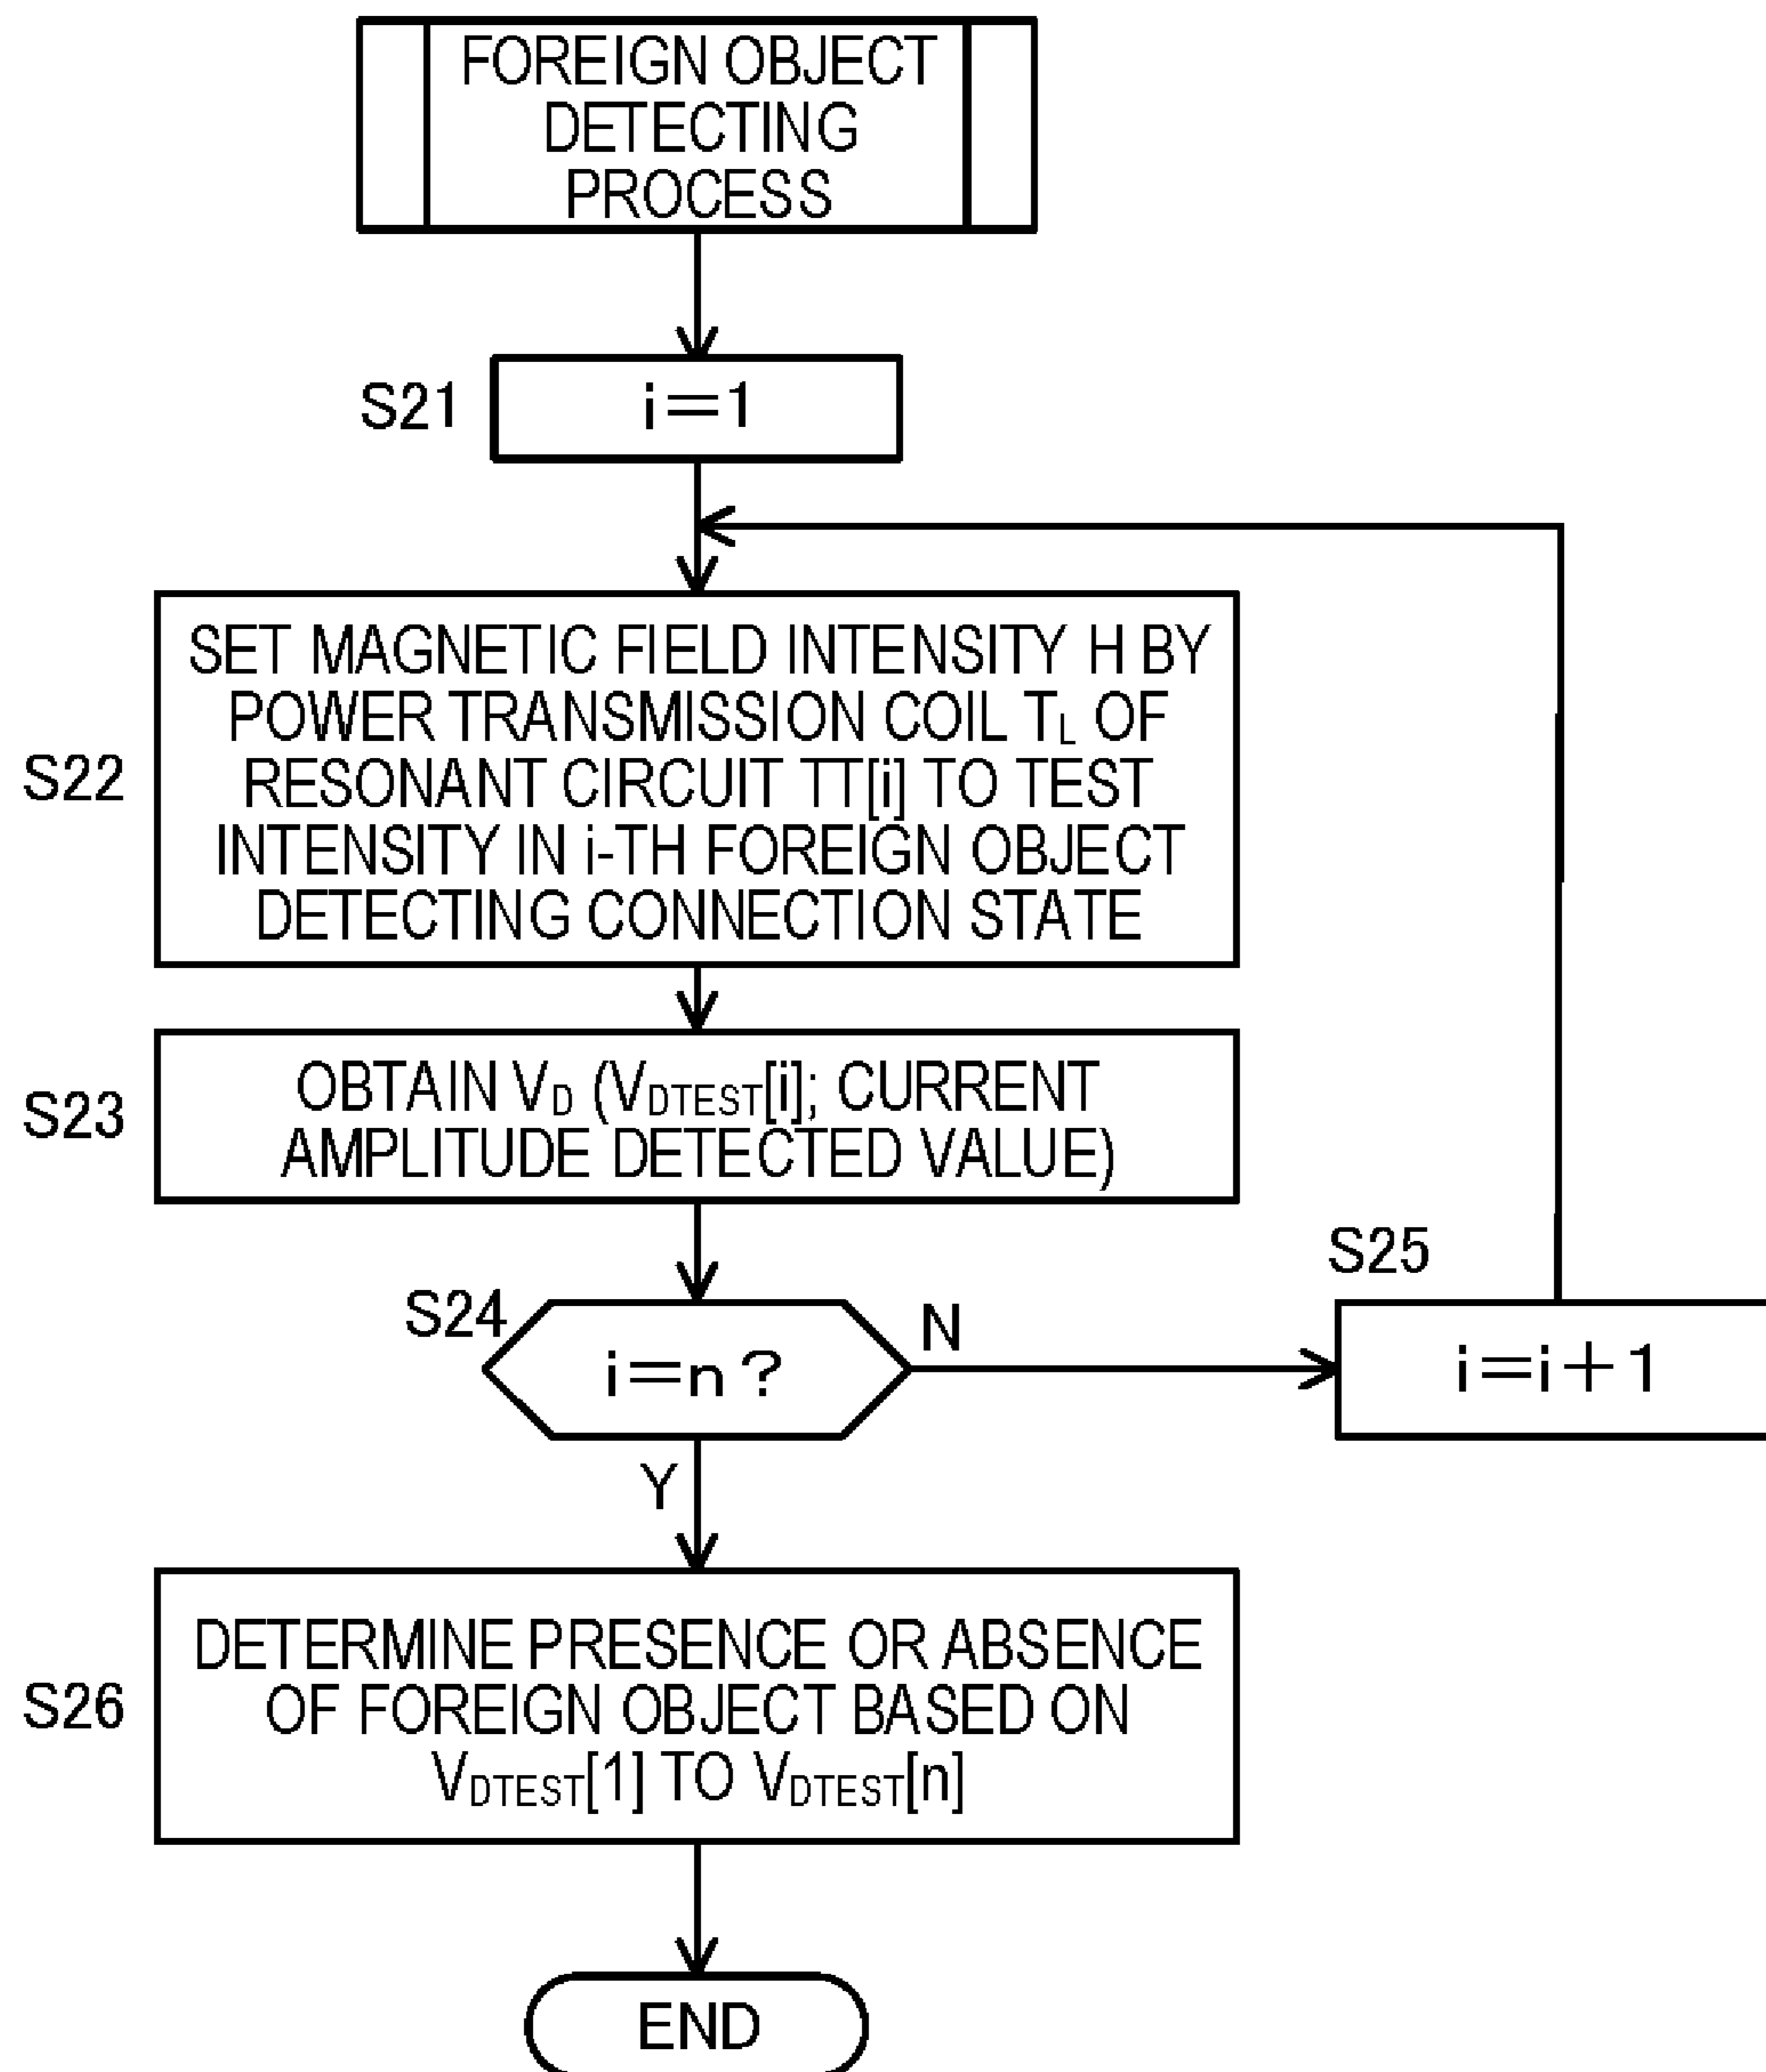 FOREIGN OBJECT
DETECTING
PROCESS
S21
i=1
S22
SET MAGNETIC FIELD INTENSITY H BY
POWER TRANSMISSION COIL TL OF
RESONANT CIRCUIT TT[i] TO TEST
INTENSITY IN i-TH FOREIGN OBJECT
DETECTING CONNECTION STATE
S23
OBTAIN VD (VDTEST[i]; CURRENT
AMPLITUDE DETECTED VALUE)
S24
i=n?
N
S25
i=i+1
Y
S26
DETERMINE PRESENCE OR ABSENCE
OF FOREIGN OBJECT BASED ON
VDTEST[1] TO VDTEST[n]
END